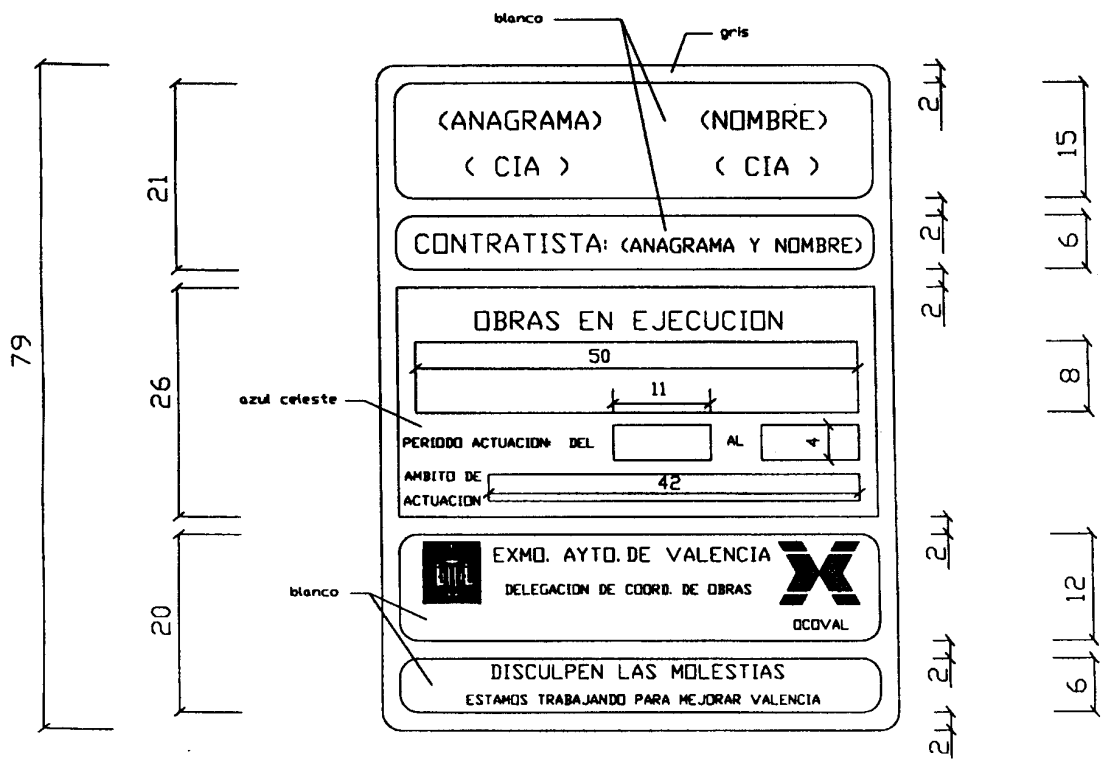 blanco
gris
(ANAGRAMA) (NOMBRE)
( CIA ) ( CIA )
CONTRATISTA: (ANAGRAMA Y NOMBRE)
OBRAS EN EJECUCION
50
11
azul celeste
PERIODO ACTUACION: DEL AL 4
AMBITO DE
ACTUACION 42
EXMO. AYTO. DE VALENCIA
DELEGACION DE COORD. DE OBRAS
OCOVAL
blanco
DISCULPEN LAS MOLESTIAS
ESTAMOS TRABAJANDO PARA MEJORAR VALENCIA
79
21
26
20
2
2
2
2
2
2
15
6
8
12
6